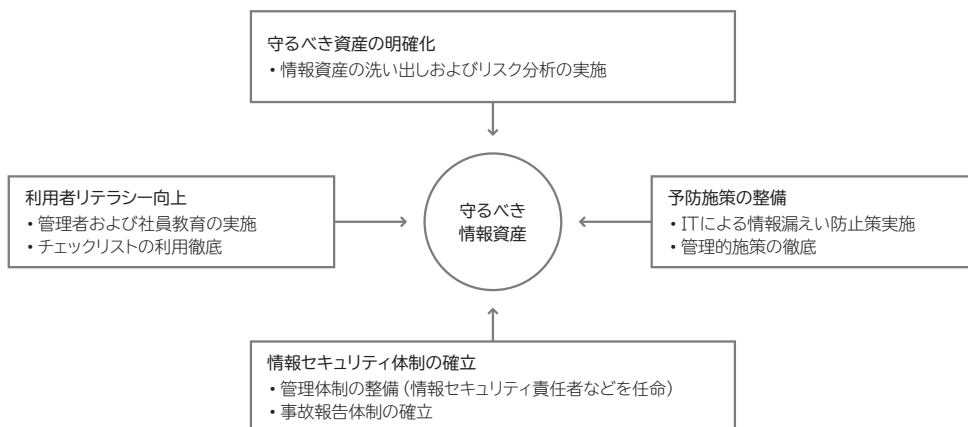 守るべき資産の明確化
・情報資産の洗い出しおよびリスク分析の実施
利用者リテラシー向上
・管理者および社員教育の実施
・チェックリストの利用徹底
守るべき
情報資産
予防施策の整備
・ITによる情報漏えい防止策実施
・管理的施策の徹底
情報セキュリティ体制の確立
・管理体制の整備（情報セキュリティ責任者などを任命）
・事故報告体制の確立